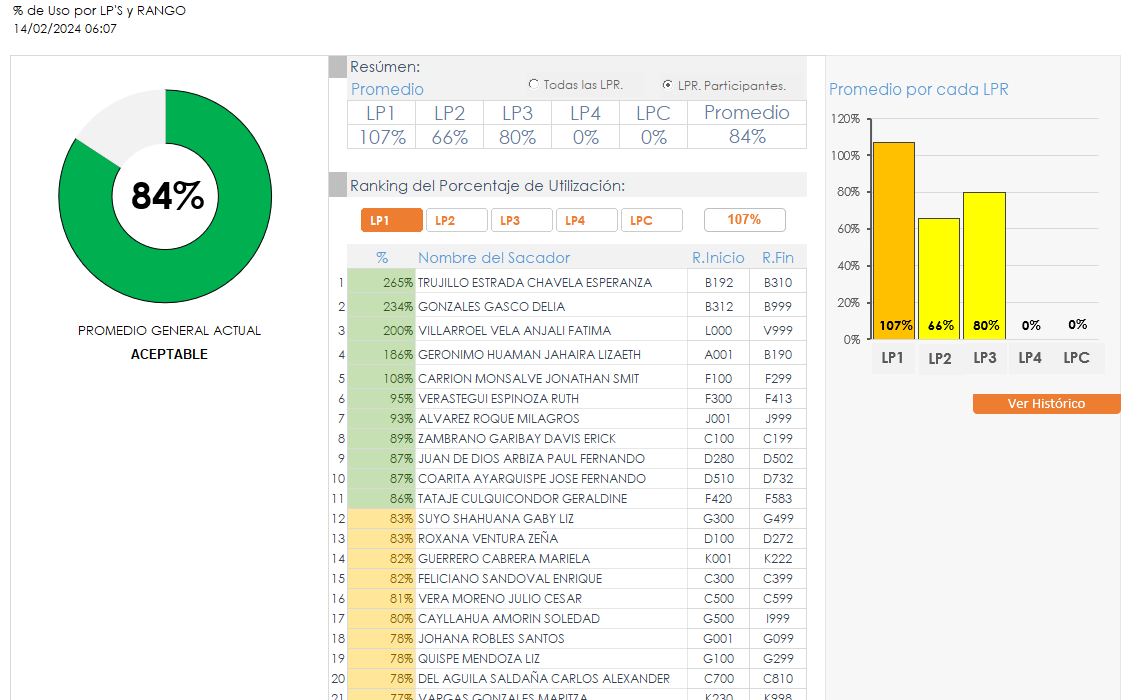 % de Uso por LP'S y RANGO
14/02/2024 06:07
84%
PROMEDIO GENERAL ACTUAL
ACEPTABLE
Resúmen:
Promedio
Todas las LPR.
LPR. Participantes.
LP1 LP2 LP3 LP4 LPC Promedio
107% 66% 80% 0% 0% 84%
Ranking del Porcentaje de Utilización:
LP1 LP2 LP3 LP4 LPC 107%
% Nombre del Sacador R.Inicio R.Fin
1 265% TRUJILLO ESTRADA CHAVELA ESPERANZA B192 B310
2 234% GONZALES GASCO DELIA B312 B999
3 200% VILLARROEL VELA ANJALI FATIMA L000 V999
4 186% GERONIMO HUAMAN JAHAIRA LIZAETH A001 B190
5 108% CARRION MONSALVE JONATHAN SMIT F100 F299
6 95% VERASTEGUI ESPINOZA RUTH F300 F413
7 93% ALVAREZ ROQUE MILAGROS J001 J999
8 89% ZAMBRANO GARIBAY DAVIS ERICK C100 C199
9 87% JUAN DE DIOS ARBIZA PAUL FERNANDO D280 D502
10 87% COARITA AYARQUISPE JOSE FERNANDO D510 D732
11 86% TATAJE CULQUICONDOR GERALDINE F420 F583
12 83% SUYO SHAHUANA GABY LIZ G300 G499
13 83% ROXANA VENTURA ZEÑA D100 D272
14 82% GUERRERO CABRERA MARIELA K001 K222
15 82% FELICIANO SANDOVAL ENRIQUE C300 C399
16 81% VERA MORENO JULIO CESAR C500 C599
17 80% CAYLLAHUA AMORIN SOLEDAD G500 I999
18 78% JOHANA ROBLES SANTOS G001 G099
19 78% QUISPE MENDOZA LIZ G100 G299
20 78% DEL AGUILA SALDAÑA CARLOS ALEXANDER C700 C810
21 77% VARGAS GONZALES MARITZA K230 K998
Promedio por cada LPR
120%
100%
80%
60%
40%
20%
0%
107% 66% 80% 0% 0%
LP1 LP2 LP3 LP4 LPC
Ver Histórico